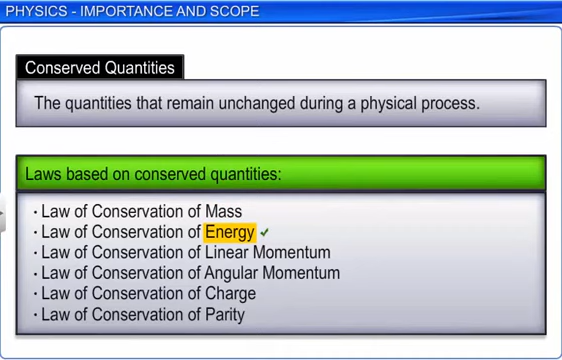 PHYSICS - IMPORTANCE AND SCOPE
Conserved Quantities
The quantities that remain unchanged during a physical process.
Laws based on conserved quantities:
· Law of Conservation of Mass
· Law of Conservation of Energy ✓
· Law of Conservation of Linear Momentum
· Law of Conservation of Angular Momentum
· Law of Conservation of Charge
· Law of Conservation of Parity